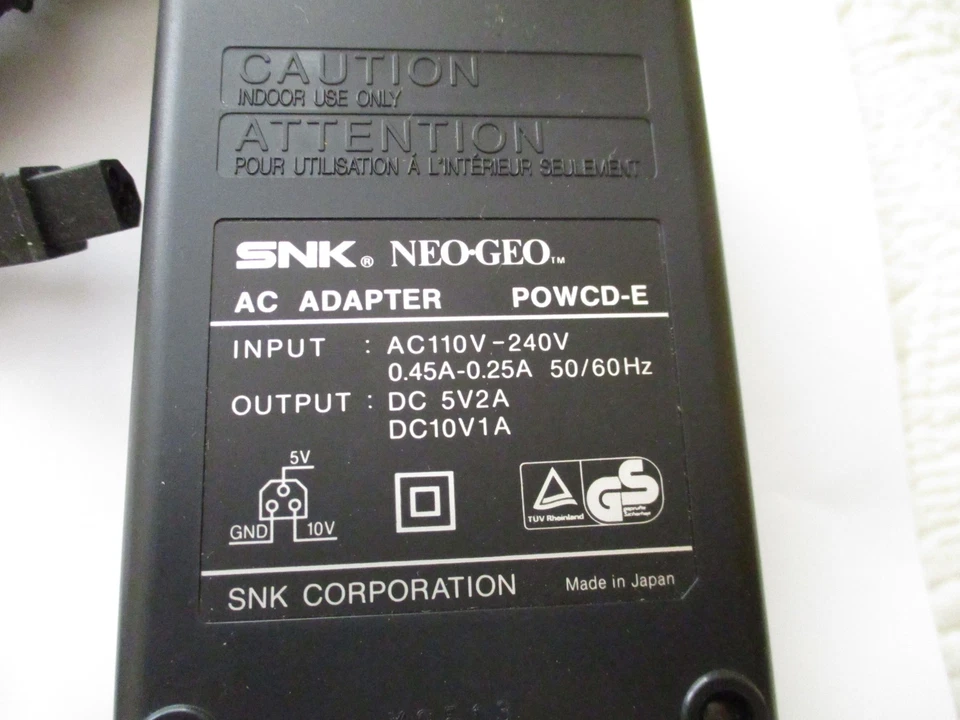 CAUTION
INDOOR USE ONLY
ATTENTION
POUR UTILISATION À L'INTÉRIEUR SEULEMENT
SNK® NEO·GEO™
AC ADAPTER POWCD-E
INPUT : AC110V-240V
0.45A-0.25A 50/60Hz
OUTPUT : DC 5V2A
DC10V1A
5V
GND 10V
TÜV Rheinland
GS
geprüfte
Sicherheit
SNK CORPORATION Made in Japan